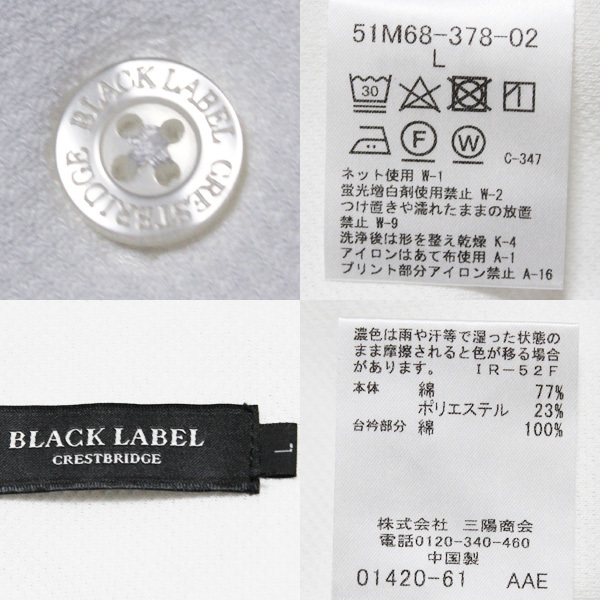 BLACK LABEL
CRESTBRIDGE
51M68-378-02
L
30
F
W
C-347
ネット使用 W-1
蛍光増白剤使用禁止 W-2
つけ置きや濡れたままの放置
禁止 W-9
洗浄後は形を整え乾燥 K-4
アイロンはあて布使用 A-1
プリント部分アイロン禁止 A-16
BLACK LABEL
CRESTBRIDGE
L
濃色は雨や汗等で湿った状態の
まま摩擦されると色が移る場合
があります。 IR-52F
本体 綿 77%
ポリエステル 23%
台衿部分 綿 100%
株式会社 三陽商会
電話0120-340-460
中国製
01420-61 AAE